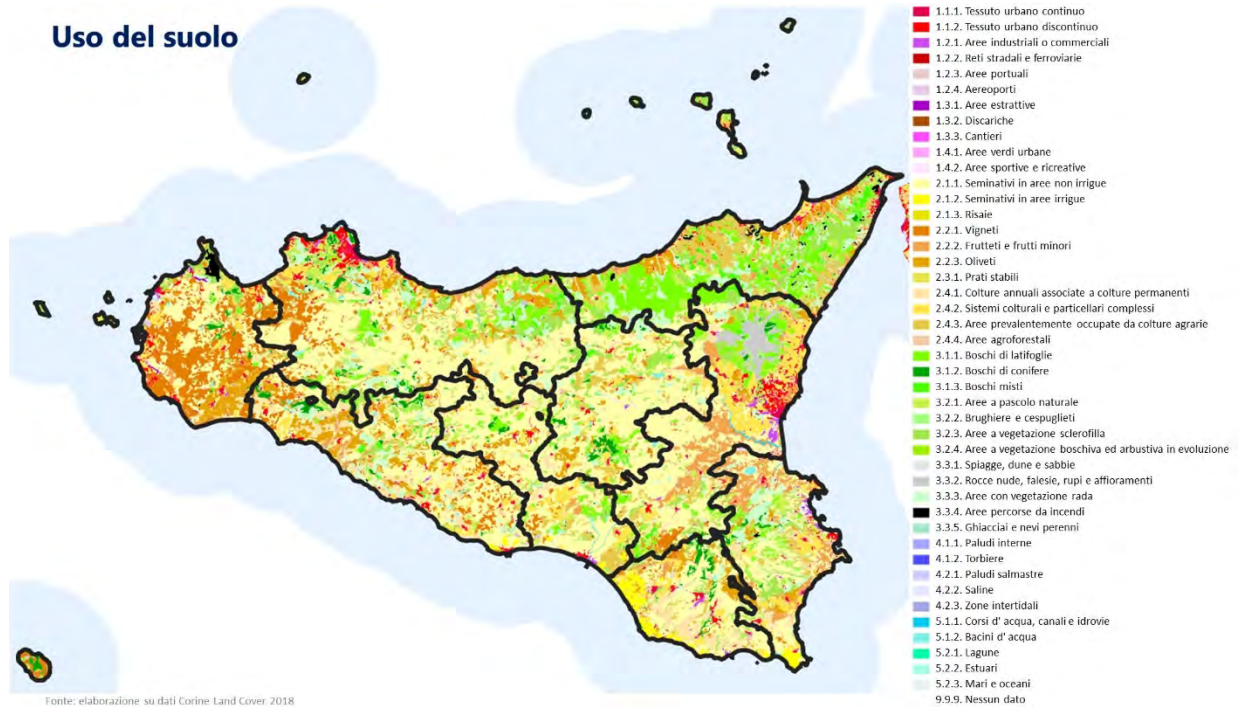 Uso del suolo
1.1.1. Tessuto urbano continuo
1.1.2. Tessuto urbano discontinuo
1.2.1. Aree industriali o commerciali
1.2.2. Reti stradali e ferroviarie
1.2.3. Aree portuali
1.2.4. Aereoporti
1.3.1. Aree estrattive
1.3.2. Discariche
1.3.3. Cantieri
1.4.1. Aree verdi urbane
1.4.2. Aree sportive e ricreative
2.1.1. Seminativi in aree non irrigue
2.1.2. Seminativi in aree irrigue
2.1.3. Risaie
2.2.1. Vigneti
2.2.2. Frutteti e frutti minori
2.2.3. Oliveti
2.3.1. Prati stabili
2.4.1. Colture annuali associate a colture permanenti
2.4.2. Sistemi colturali e particellari complessi
2.4.3. Aree prevalentemente occupate da colture agrarie
2.4.4. Aree agroforestali
3.1.1. Boschi di latifoglie
3.1.2. Boschi di conifere
3.1.3. Boschi misti
3.2.1. Aree a pascolo naturale
3.2.2. Brughiere e cespuglieti
3.2.3. Aree a vegetazione sclerofilla
3.2.4. Aree a vegetazione boschiva ed arbustiva in evoluzione
3.3.1. Spiagge, dune e sabbie
3.3.2. Rocce nude, falesie, rupi e affioramenti
3.3.3. Aree con vegetazione rada
3.3.4. Aree percorse da incendi
3.3.5. Ghiacciai e nevi perenni
4.1.1. Paludi interne
4.1.2. Torbiere
4.2.1. Paludi salmastre
4.2.2. Saline
4.2.3. Zone intertidali
5.1.1. Corsi d' acqua, canali e idrovie
5.1.2. Bacini d' acqua
5.2.1. Lagune
5.2.2. Estuari
5.2.3. Mari e oceani
9.9.9. Nessun dato
Fonte: elaborazione su dati Corine Land Cover 2018